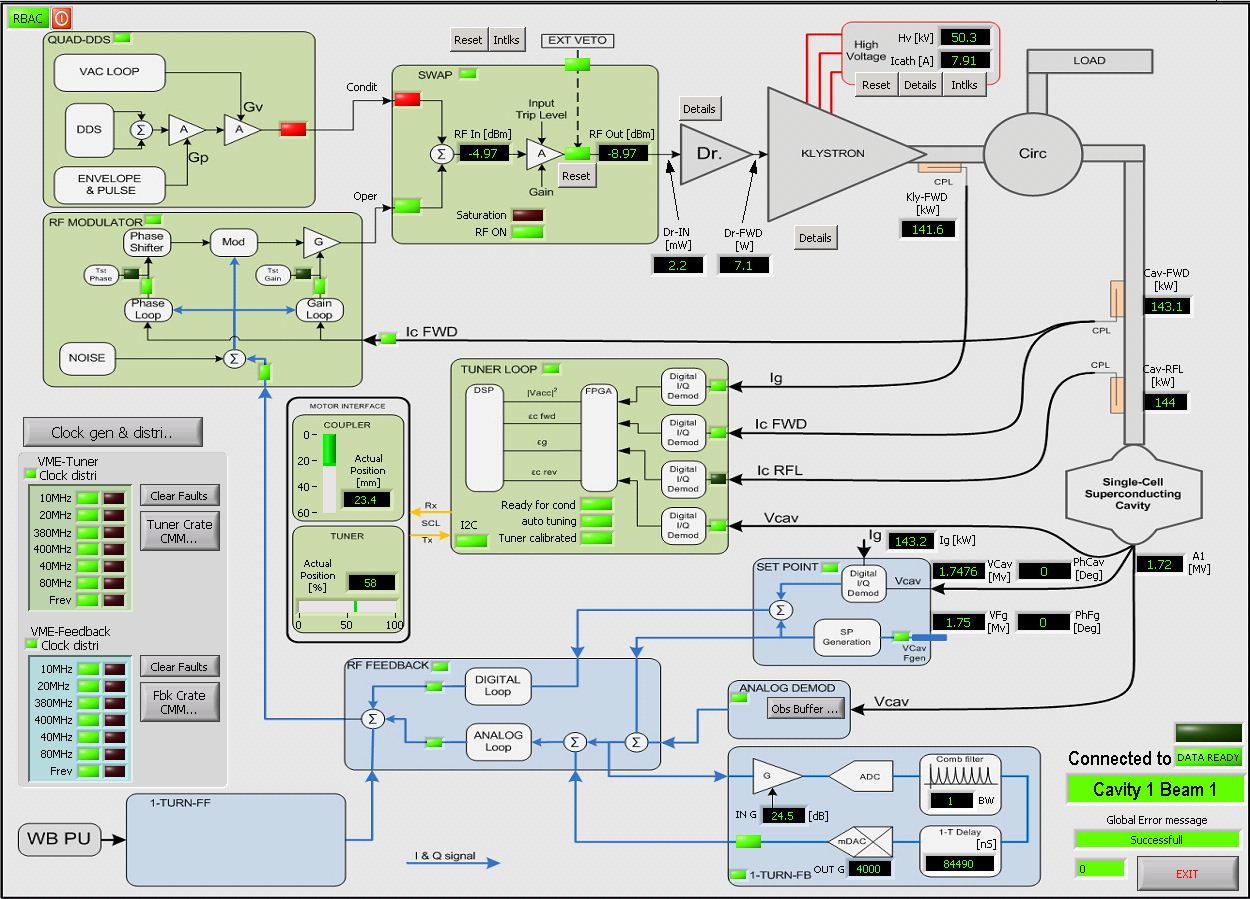 RBAC
QUAD-DDS
VAC LOOP
DDS
Σ
A
A
Gv
Gp
ENVELOPE
& PULSE
Condit
Oper
Reset
Intlks
EXT VETO
SWAP
Σ
RF In [dBm]
-4.97
Input
Trip Level
A
Gain
RF Out [dBm]
-8.97
Reset
Saturation
RF ON
Details
Dr.
Dr-IN
[mW]
2.2
Dr-FWD
[W]
7.1
KLYSTRON
Details
High
Voltage
Hv [kV]
50.3
Icath [A]
7.91
Reset
Details
Intlks
LOAD
Circ
CPL
Kly-FWD
[kW]
141.6
Cav-FWD
[kW]
143.1
CPL
CPL
Cav-RFL
[kW]
144
Single-Cell
Superconducting
Cavity
A1
[MV]
1.72
RF MODULATOR
Phase
Shifter
Mod
G
Tst
Phase
Tst
Gain
Phase
Loop
Gain
Loop
NOISE
Σ
Ic FWD
TUNER LOOP
DSP
|Vacc|²
εc fwd
εg
εc rev
FPGA
Digital
I/Q
Demod
Digital
I/Q
Demod
Digital
I/Q
Demod
Digital
I/Q
Demod
Ig
Ic FWD
Ic RFL
Vcav
Ready for cond
auto tuning
Tuner calibrated
I2C
Rx
SCL
Tx
MOTOR INTERFACE
COUPLER
0
20
40
60
Actual
Position
[mm]
23.4
TUNER
Actual
Position
[%]
58
0
50
100
Clock gen & distri..
VME-Tuner
Clock distri
10MHz
20MHz
380MHz
400MHz
40MHz
80MHz
Frev
Clear Faults
Tuner Crate
CMM...
VME-Feedback
Clock distri
10MHz
20MHz
380MHz
400MHz
40MHz
80MHz
Frev
Clear Faults
Fbk Crate
CMM...
SET POINT
Ig
143.2
Ig [kW]
Digital
I/Q
Demod
Vcav
1.7476
VCav
[Mv]
0
PhCav
[Deg]
1.75
VFg
[Mv]
0
PhFg
[Deg]
Σ
SP
Generation
VCav
Fgen
RF FEEDBACK
DIGITAL
Loop
ANALOG
Loop
Σ
Σ
Σ
ANALOG DEMOD
Obs Buffer ...
Vcav
G
IN G
24.5
[dB]
ADC
Comb filter
1
BW
mDAC
OUT G
4000
1-T Delay
[nS]
84490
1-TURN-FB
1-TURN-FF
WB PU
I & Q signal
Connected to
DATA READY
Cavity 1 Beam 1
Global Error message
Successfull
0
EXIT